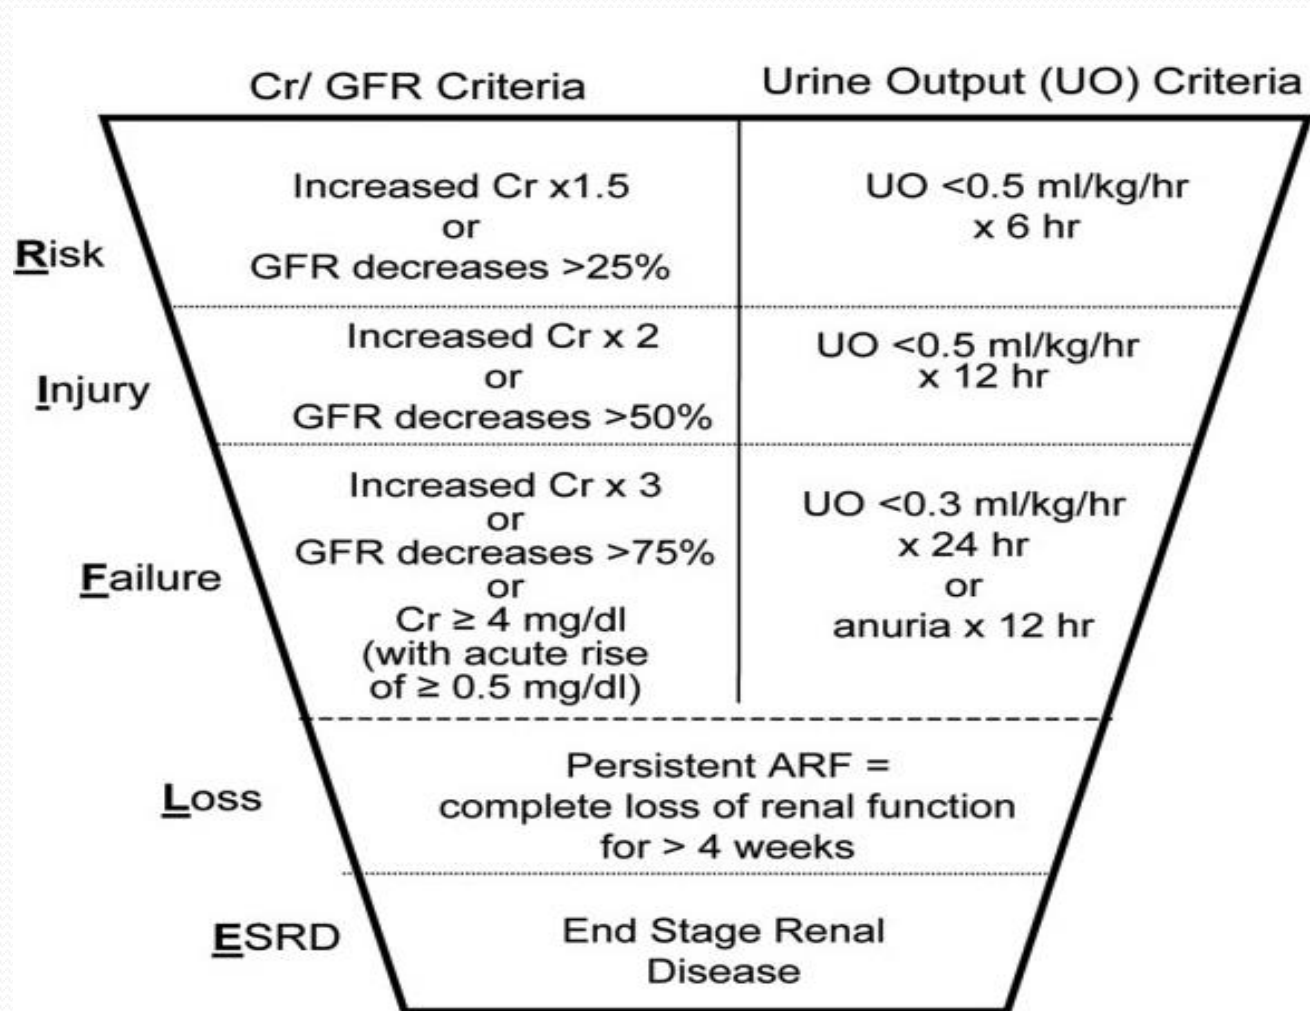 Cr/ GFR Criteria
Urine Output (UO) Criteria
Risk
Increased Cr x1.5
or
GFR decreases >25%
UO <0.5 ml/kg/hr
x 6 hr
Injury
Increased Cr x 2
or
GFR decreases >50%
UO <0.5 ml/kg/hr
x 12 hr
Failure
Increased Cr x 3
or
GFR decreases >75%
or
Cr ≥ 4 mg/dl
(with acute rise
of ≥ 0.5 mg/dl)
UO <0.3 ml/kg/hr
x 24 hr
or
anuria x 12 hr
Loss
Persistent ARF =
complete loss of renal function
for > 4 weeks
ESRD
End Stage Renal
Disease